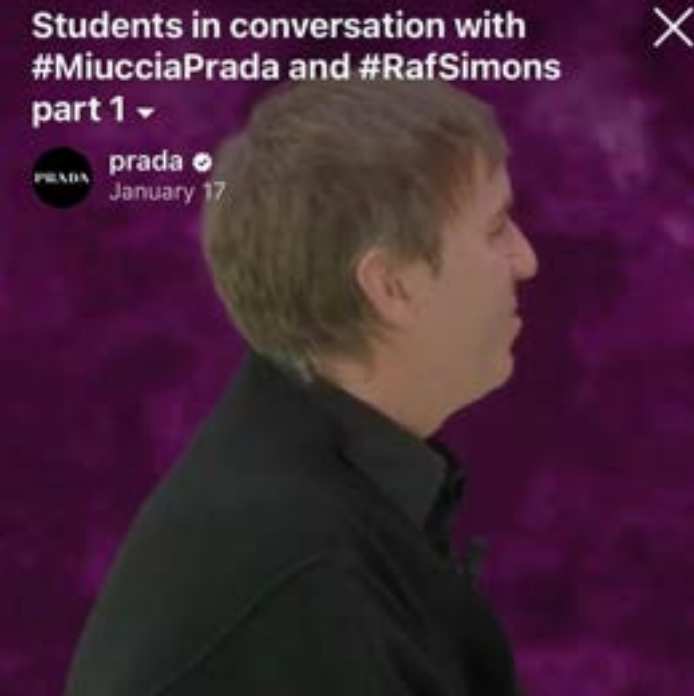 Students in conversation with
#MiucciaPrada and #RafSimons
part 1
prada
PRADA
January 17